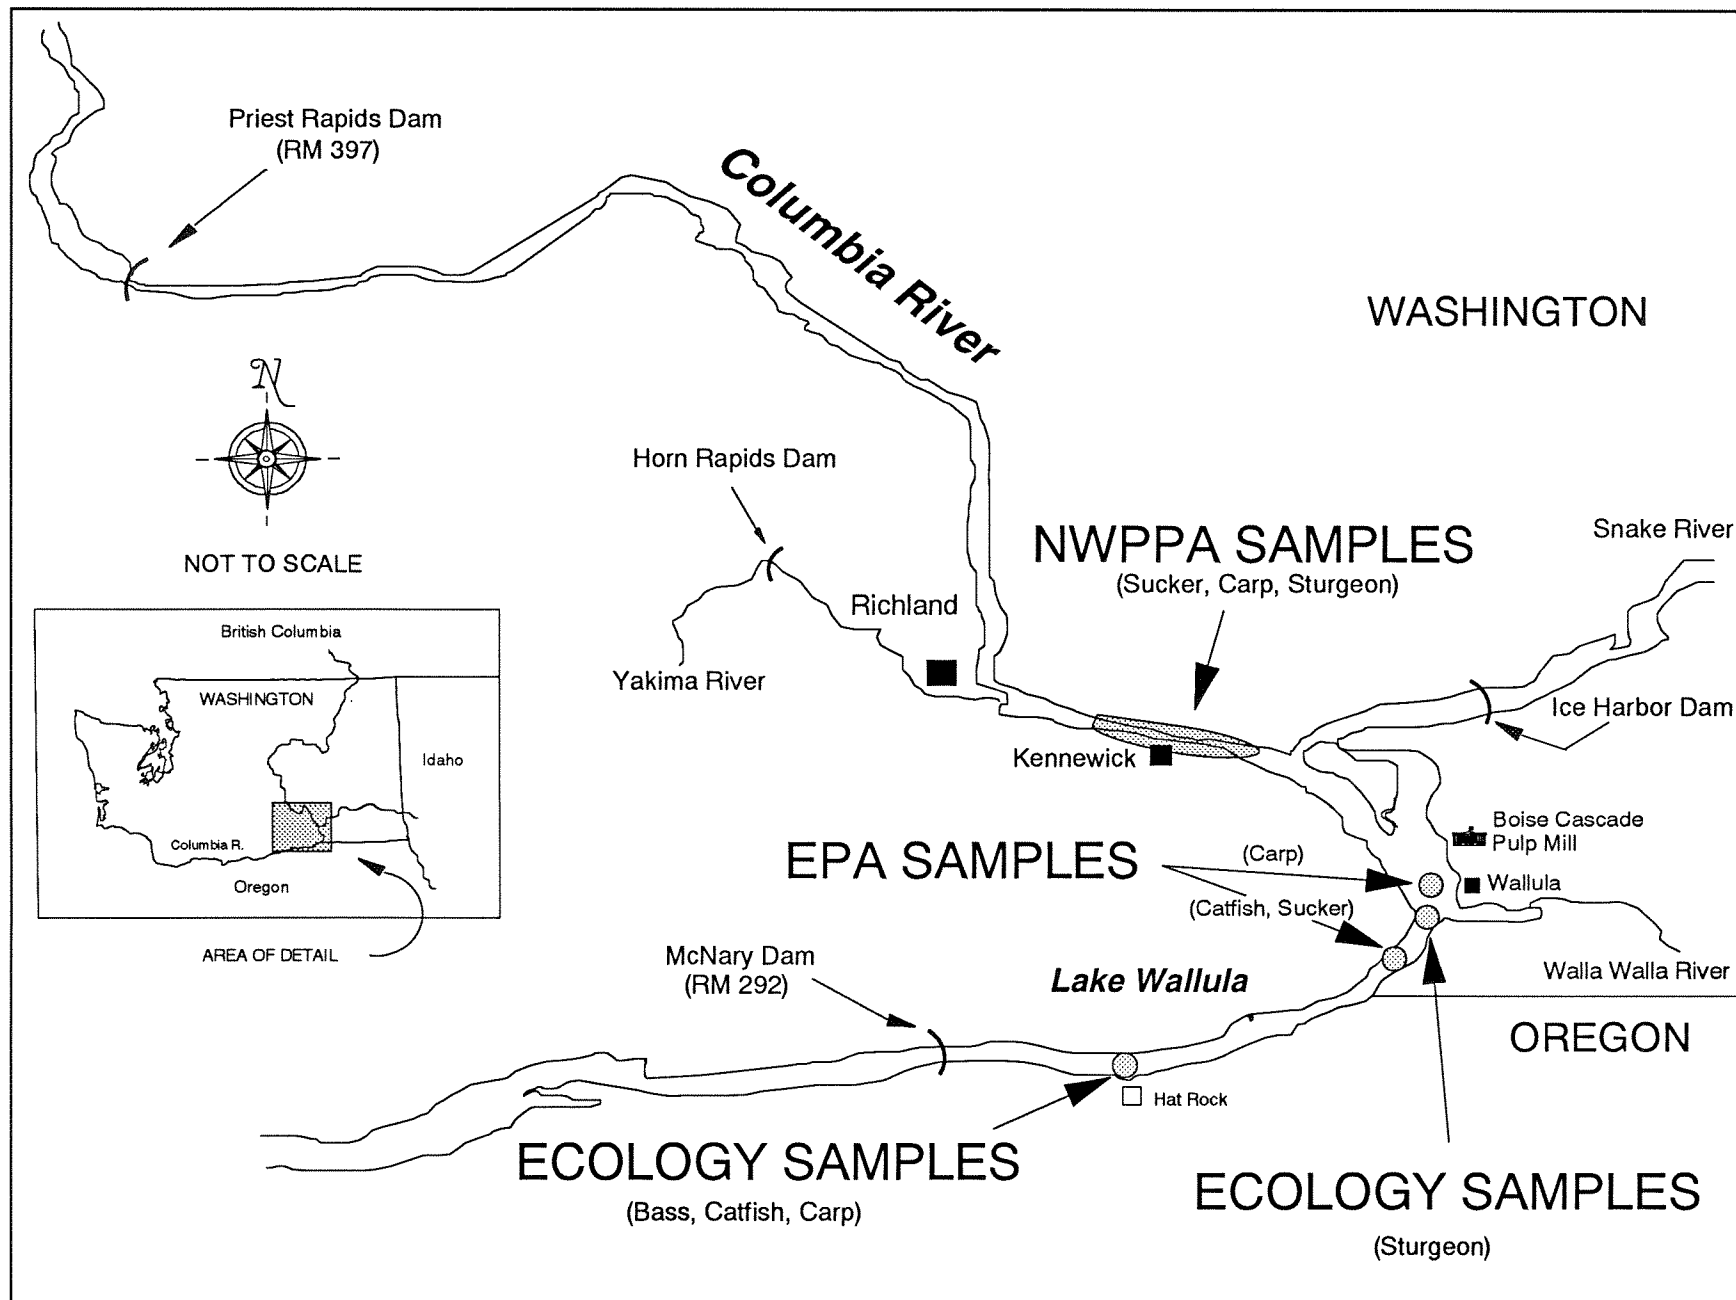 Priest Rapids Dam
(RM 397)
Columbia River
WASHINGTON
N
NOT TO SCALE
Horn Rapids Dam
NWPPA SAMPLES
(Sucker, Carp, Sturgeon)
Snake River
Richland
Yakima River
Ice Harbor Dam
Kennewick
British Columbia
WASHINGTON
Idaho
Columbia R.
Oregon
AREA OF DETAIL
Boise Cascade
Pulp Mill
EPA SAMPLES
(Carp)
Wallula
(Catfish, Sucker)
McNary Dam
(RM 292)
Lake Wallula
Walla Walla River
OREGON
Hat Rock
ECOLOGY SAMPLES
(Bass, Catfish, Carp)
ECOLOGY SAMPLES
(Sturgeon)